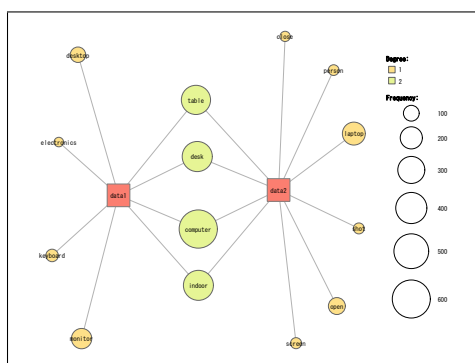 close
desktop
person
Degree:
1
2
table
Frequency:
100
electronics
laptop
200
desk
300
data1
data2
400
computer
shot
500
keyboard
indoor
600
open
monitor
screen